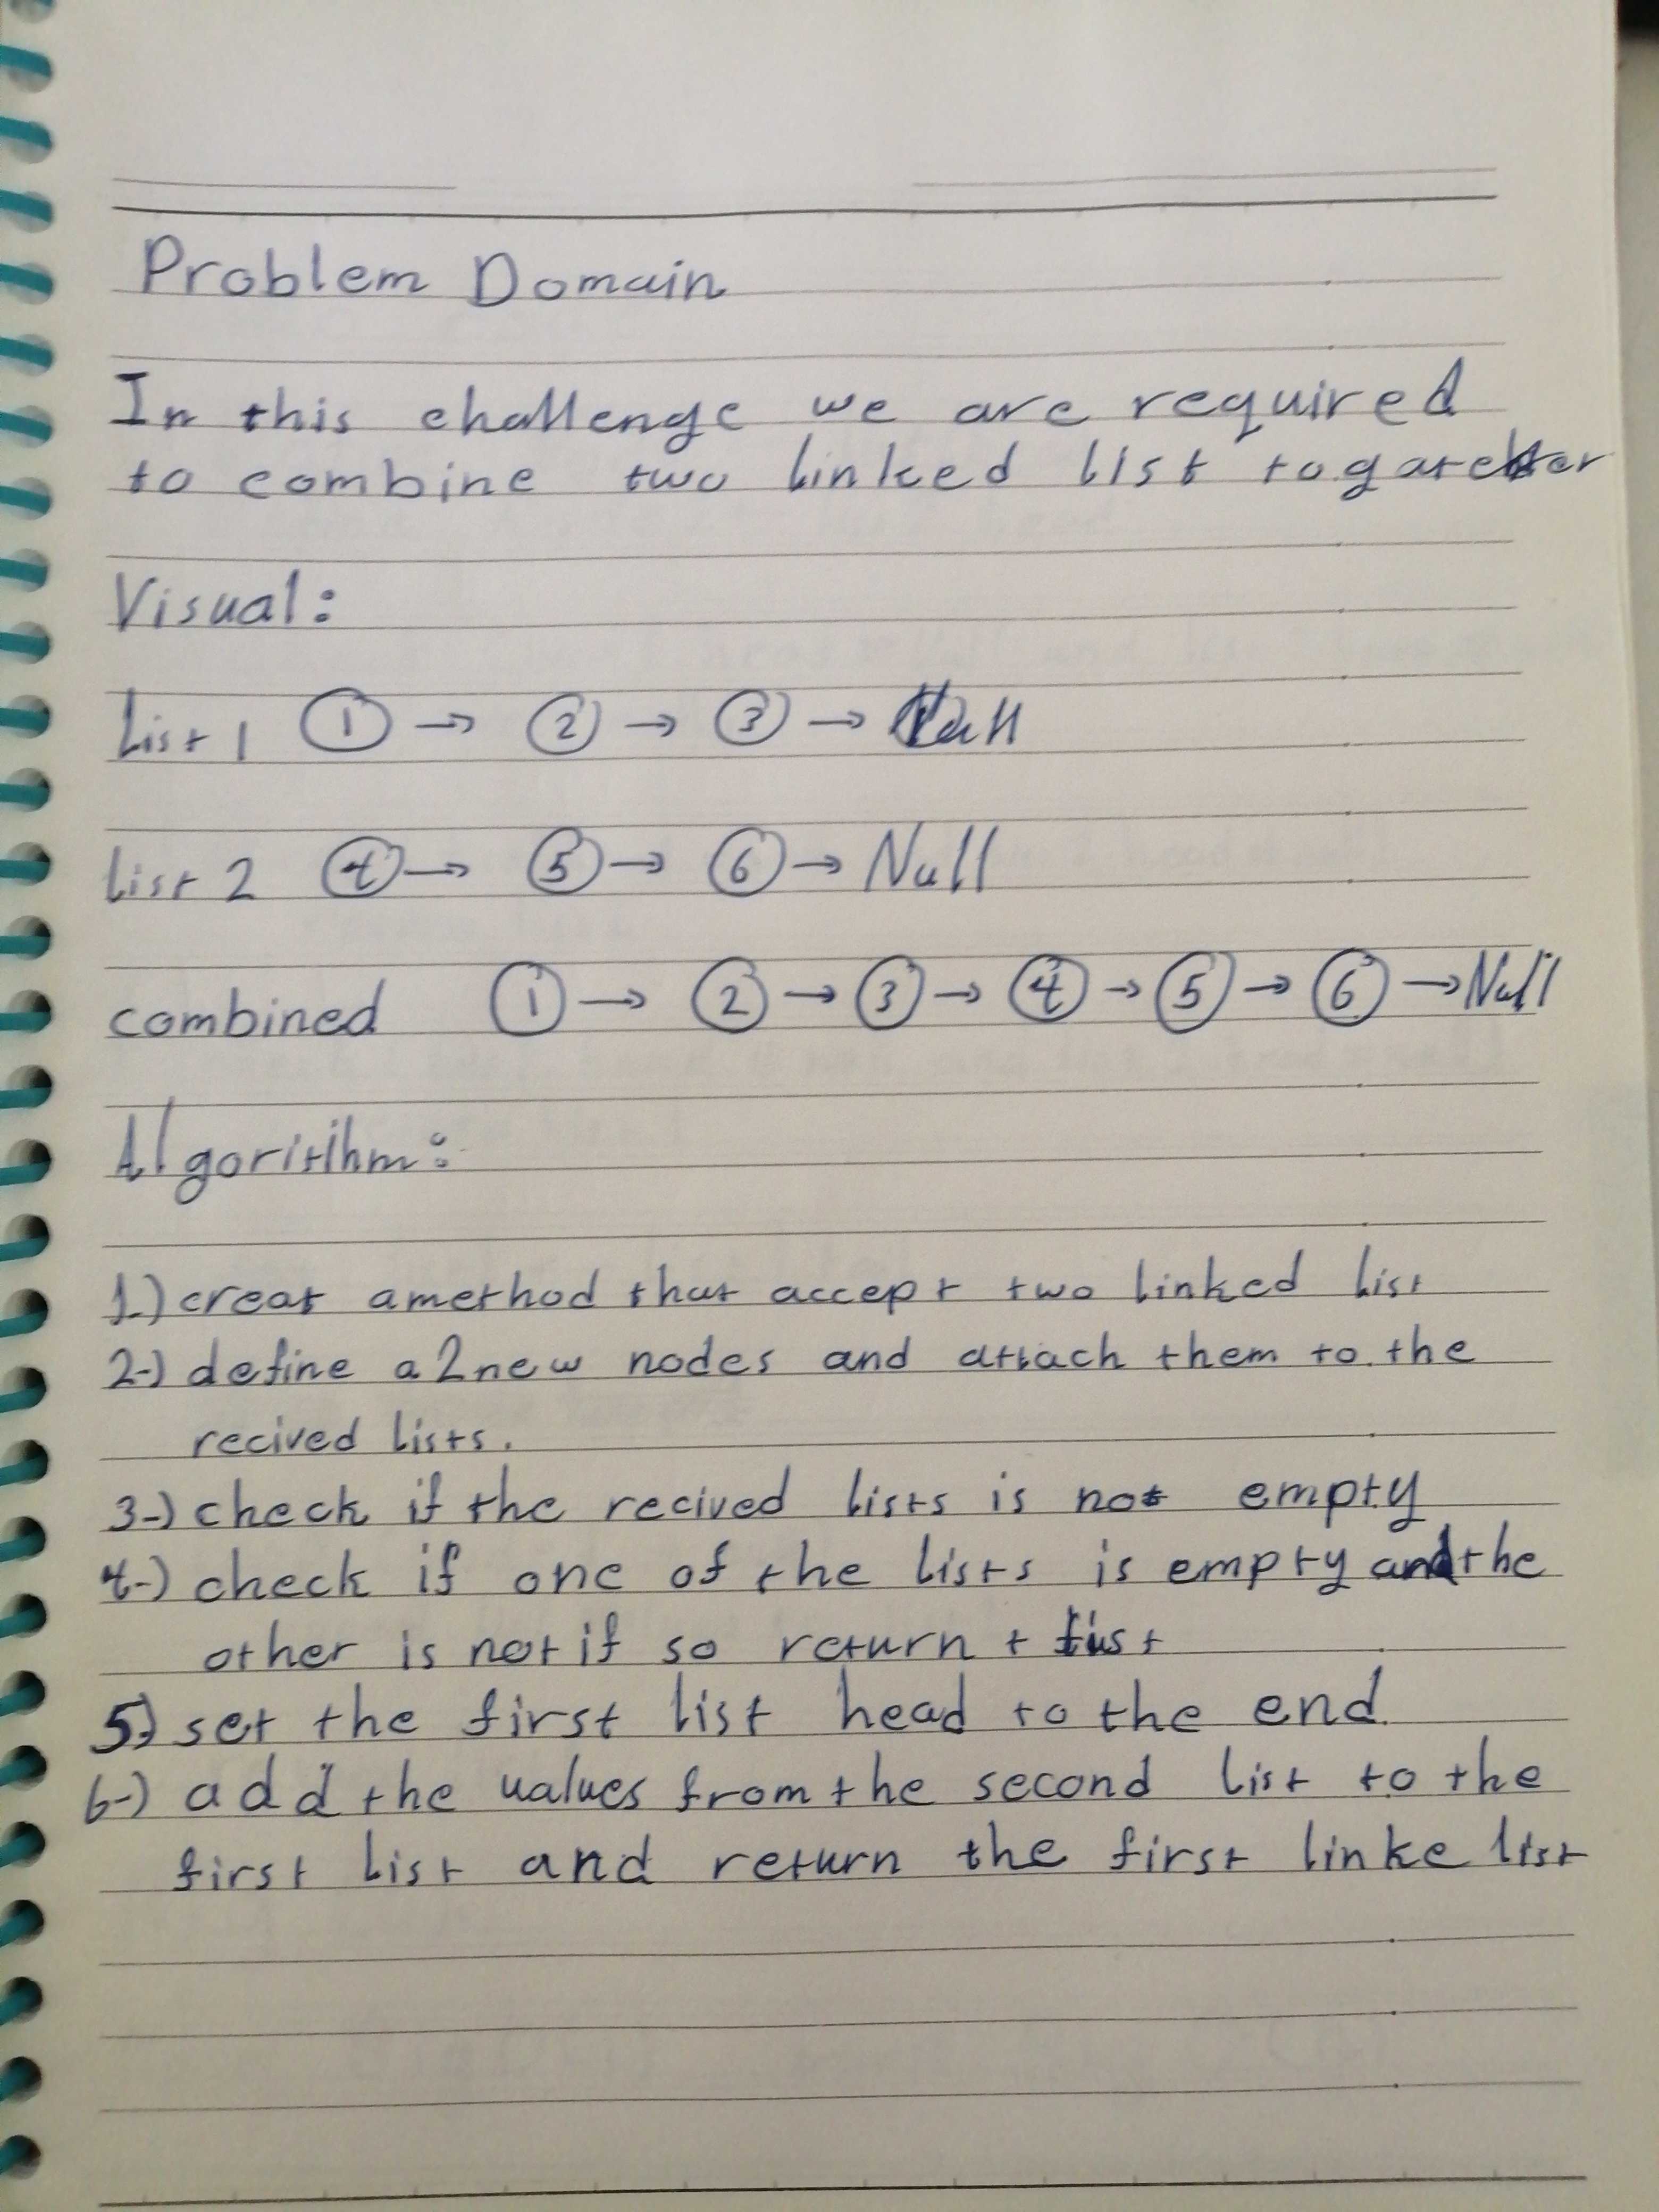 Problem Domain
In this challenge we are required
to combine two linked list
Visual:
List 1 1 → 2 → 3 → Null
list 2 4 → 5 → 6 → Null
combined 1 → 2 → 3 → 4 → 5 → 6 → Null
Algorithm:
1-) creat a method that accept two linked list
2-) define a 2 new nodes and attach them to the
recived lists.
3-) check if the recived lists is not empty
4-) check if one of the lists is empty and the
other is not if so return
5-) set the first list head to the end
6-) add the values from the second list to the
first list and return the first linke list